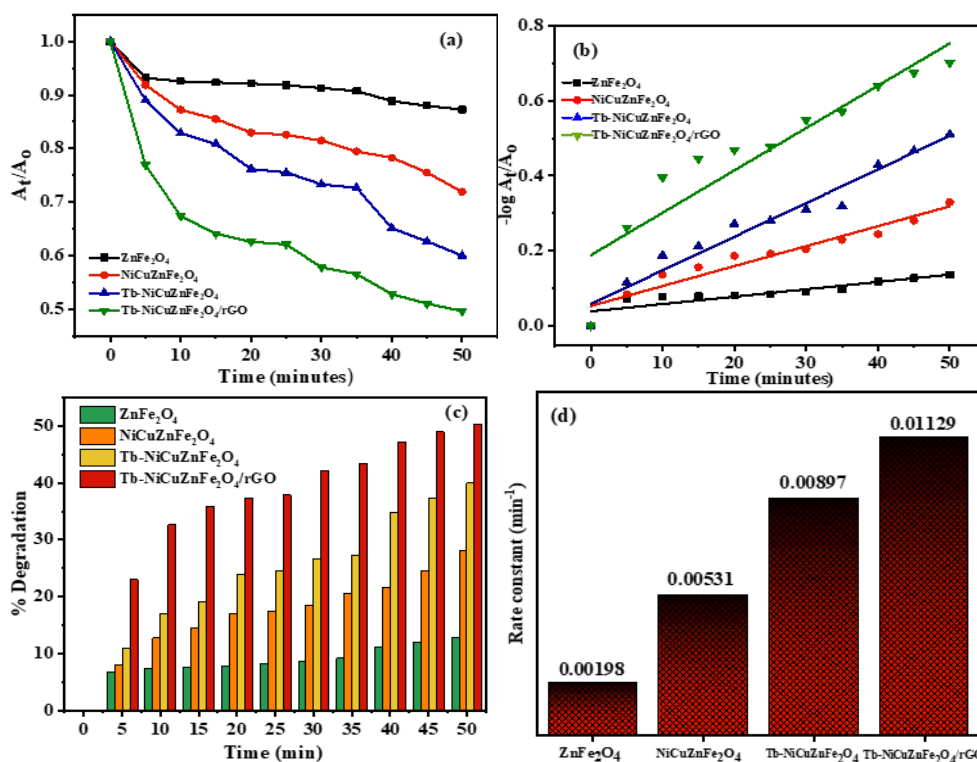 (a)
1.0
0.9
0.8
0.7
0.6
0.5
Aₜ/A₀
ZnFe₂O₄
NiCuZnFe₂O₄
Tb-NiCuZnFe₂O₄
Tb-NiCuZnFe₂O₄/rGO
0 10 20 30 40 50
Time (minutes)
(b)
-0.8
0.6
0.4
0.2
0.0
-log Aₜ/A₀
ZnFe₂O₄
NiCuZnFe₂O₄
Tb-NiCuZnFe₂O₄
Tb-NiCuZnFe₂O₄/rGO
0 10 20 30 40 50
Time (minutes)
(c)
50
40
30
20
10
0
% Degradation
ZnFe₂O₄
NiCuZnFe₂O₄
Tb-NiCuZnFe₂O₄
Tb-NiCuZnFe₂O₄/rGO
0 5 10 15 20 25 30 35 40 45 50
Time (min)
(d)
Rate constant (min⁻¹)
0.00198
0.00531
0.00897
0.01129
ZnFe₂O₄ NiCuZnFe₂O₄ Tb-NiCuZnFe₂O₄ Tb-NiCuZnFe₂O₄/rGO